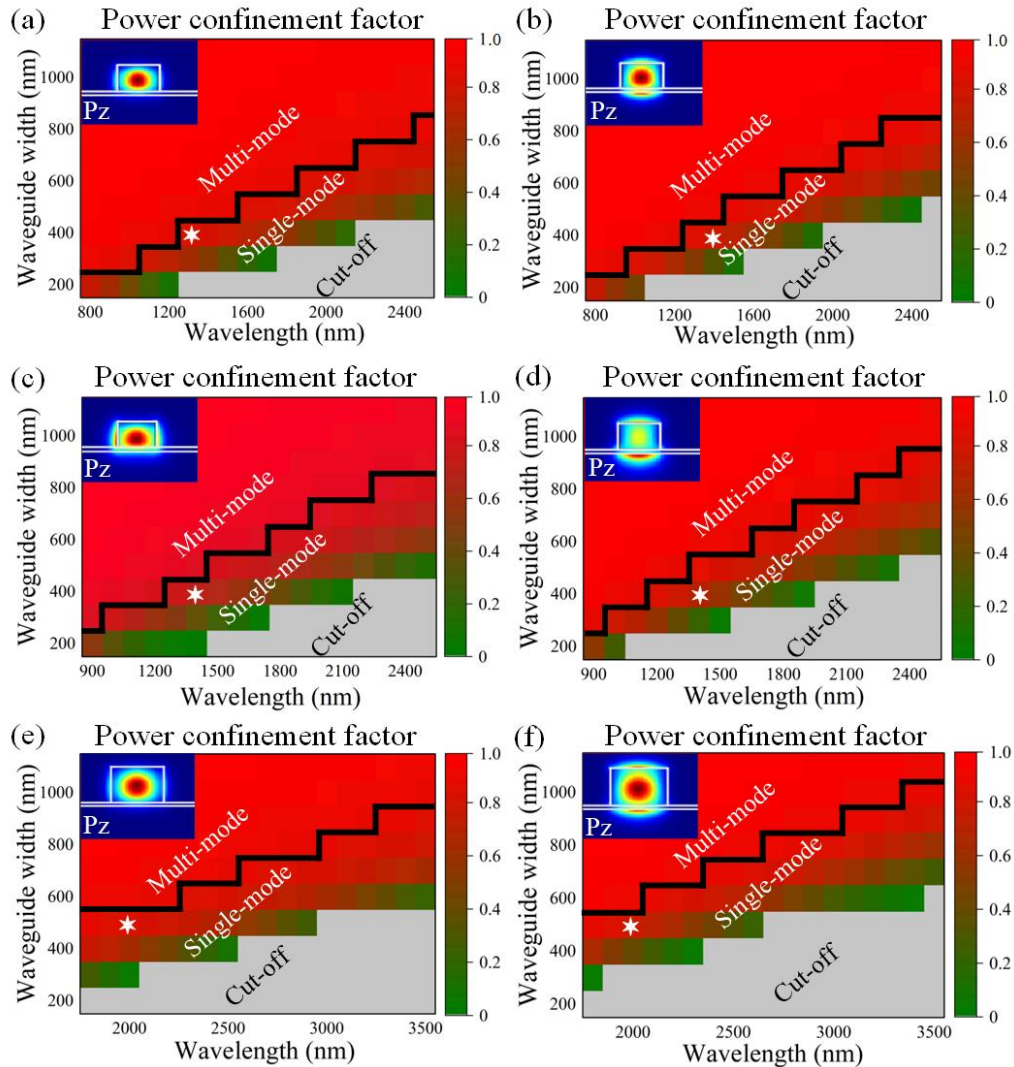 (a) Power confinement factor
Waveguide width (nm)
1000
800
600
400
200
Pz
Multi-mode
Single-mode
Cut-off
800 1200 1600 2000 2400
Wavelength (nm)
1.0
0.8
0.6
0.4
0.2
0
(b) Power confinement factor
Waveguide width (nm)
1000
800
600
400
200
Pz
Multi-mode
Single-mode
Cut-off
800 1200 1600 2000 2400
Wavelength (nm)
1.0
0.8
0.6
0.4
0.2
0
(c) Power confinement factor
Waveguide width (nm)
1000
800
600
400
200
Pz
Multi-mode
Single-mode
Cut-off
900 1200 1500 1800 2100 2400
Wavelength (nm)
1.0
0.8
0.6
0.4
0.2
0
(d) Power confinement factor
Waveguide width (nm)
1000
800
600
400
200
Pz
Multi-mode
Single-mode
Cut-off
900 1200 1500 1800 2100 2400
Wavelength (nm)
1.0
0.8
0.6
0.4
0.2
0
(e) Power confinement factor
Waveguide width (nm)
1000
800
600
400
200
Pz
Multi-mode
Single-mode
Cut-off
2000 2500 3000 3500
Wavelength (nm)
1.0
0.8
0.6
0.4
0.2
0
(f) Power confinement factor
Waveguide width (nm)
1000
800
600
400
200
Pz
Multi-mode
Single-mode
Cut-off
2000 2500 3000 3500
Wavelength (nm)
1.0
0.8
0.6
0.4
0.2
0